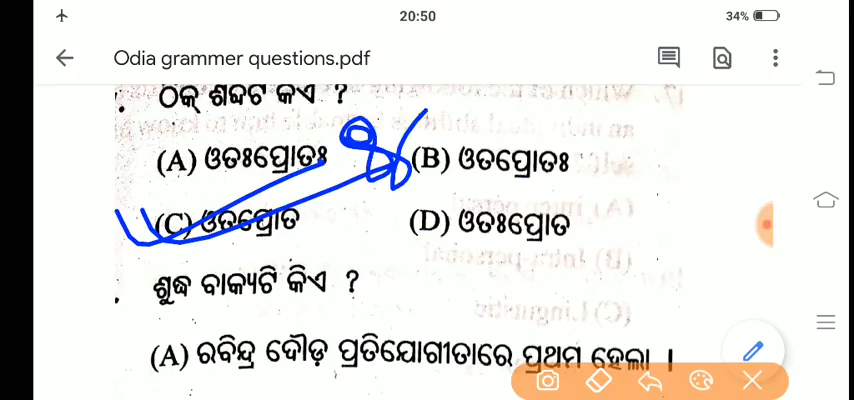 20:50
34%
Odia grammer questions.pdf
ଠିକ୍ ଶବ୍ଦଟି କିଏ ?
(A) ଓତଃପ୍ରୋତଃ (B) ଓତପ୍ରୋତଃ
(C) ଓତପ୍ରୋତ (D) ଓତଃପ୍ରୋତ
ଶୁଦ୍ଧ ବାକ୍ୟଟି କିଏ ?
(A) ରବିନ୍ଦ୍ର ଦୌଡ଼ ପ୍ରତିଯୋଗୀତାରେ ପ୍ରଥମ ହେଲା ।